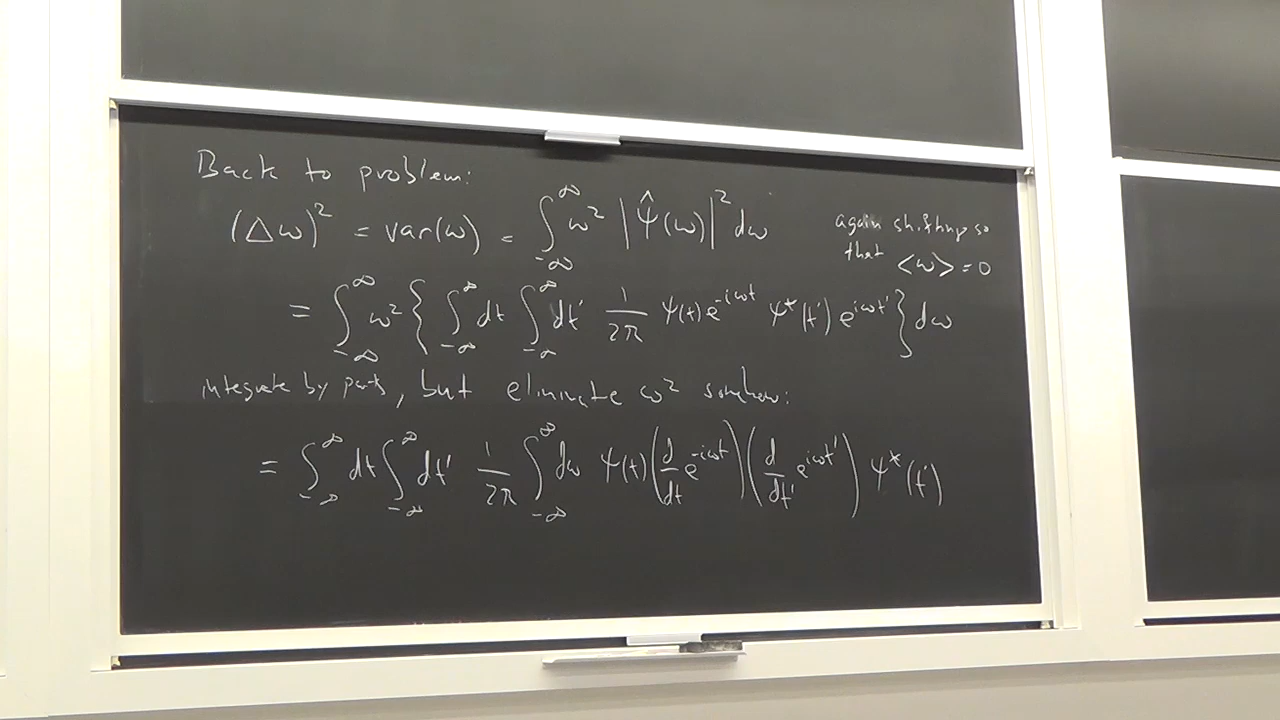 Back to problem:
(Δω)² = var(ω) = ∫_{-∞}^{∞} ω² |Ψ̂(ω)|² dω
again shifting so
that <ω> = 0
= ∫_{-∞}^{∞} ω² { ∫_{-∞}^{∞} dt ∫_{-∞}^{∞} dt' 1/2π ψ(t) e^{-iωt} ψ*(t') e^{iωt'} } dω
integrate by parts, but eliminate ω² somehow:
= ∫_{-∞}^{∞} dt ∫_{-∞}^{∞} dt' 1/2π ∫_{-∞}^{∞} dω ψ(t) (d/dt e^{-iωt}) (d/dt' e^{iωt'}) ψ*(t')